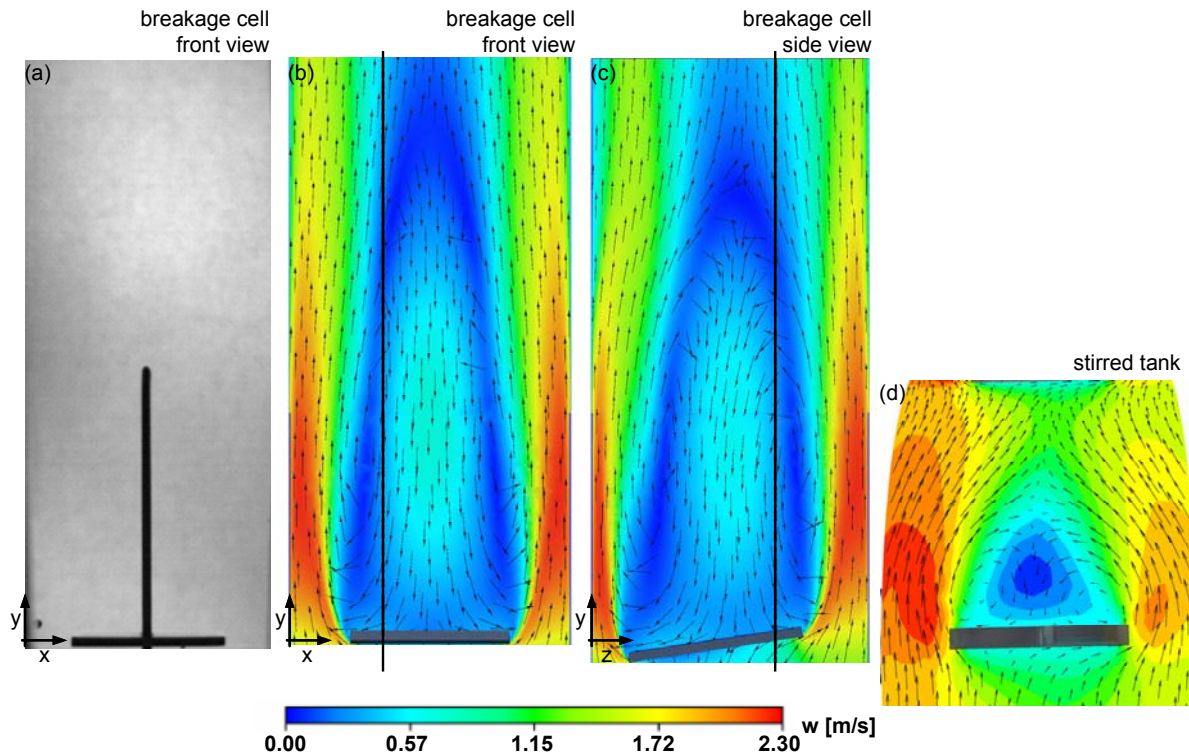 breakage cell
front view
(a)
y
x
breakage cell
front view
(b)
y
x
breakage cell
side view
(c)
y
z
stirred tank
(d)
w [m/s]
0.00
0.57
1.15
1.72
2.30